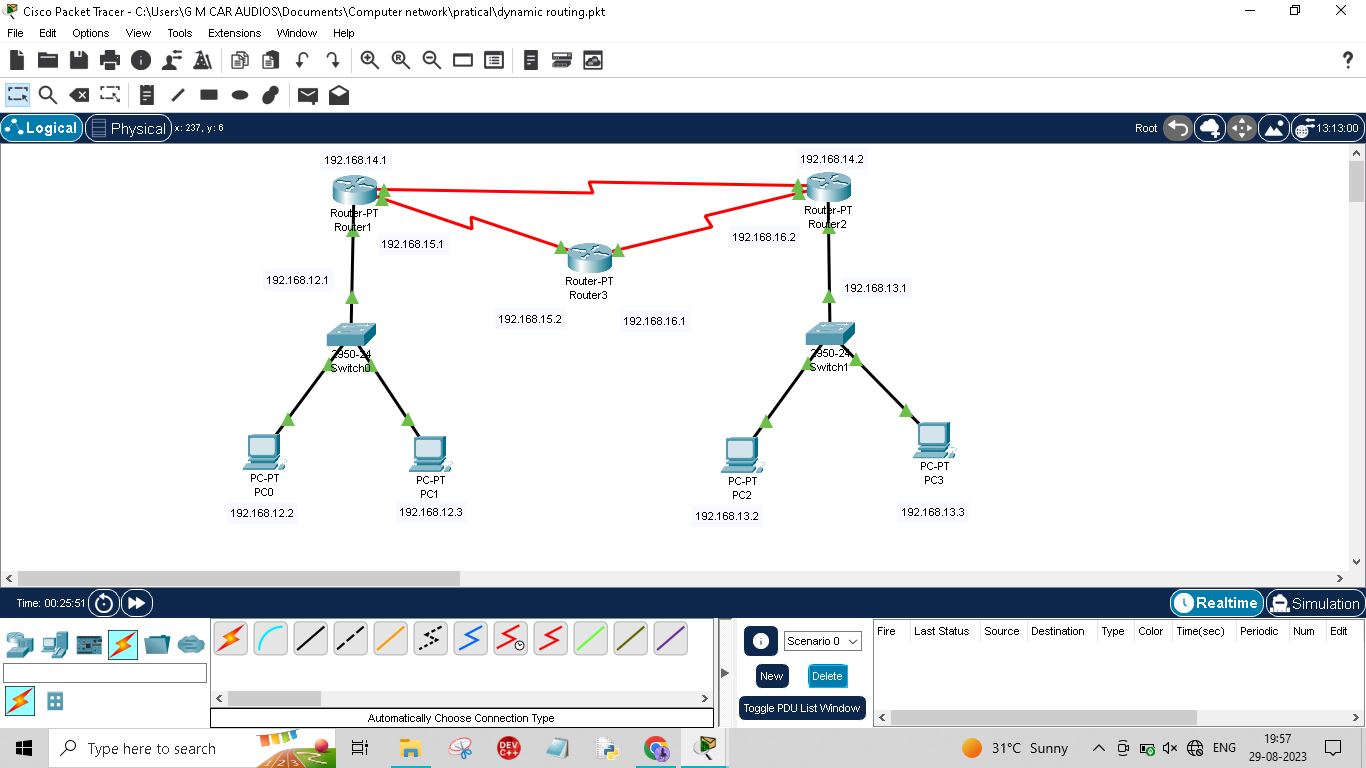 Cisco Packet Tracer - C:\Users\G M CAR AUDIOS\Documents\Computer network\pratical\dynamic routing.pkt
File Edit Options View Tools Extensions Window Help
Logical Physical x: 237, y: 6 Root 13:13:00
192.168.14.1
192.168.14.2
Router-PT
Router1
Router-PT
Router2
192.168.15.1
192.168.16.2
Router-PT
Router3
192.168.12.1
192.168.13.1
192.168.15.2
192.168.16.1
2950-24
Switch0
2950-24
Switch1
PC-PT
PC0
PC-PT
PC1
PC-PT
PC2
PC-PT
PC3
192.168.12.2
192.168.12.3
192.168.13.2
192.168.13.3
Time: 00:25:51 Realtime Simulation
Scenario 0
New Delete
Toggle PDU List Window
Fire Last Status Source Destination Type Color Time(sec) Periodic Num Edit
Automatically Choose Connection Type
Type here to search
DEV
C++
31°C Sunny
ENG
19:57
29-08-2023